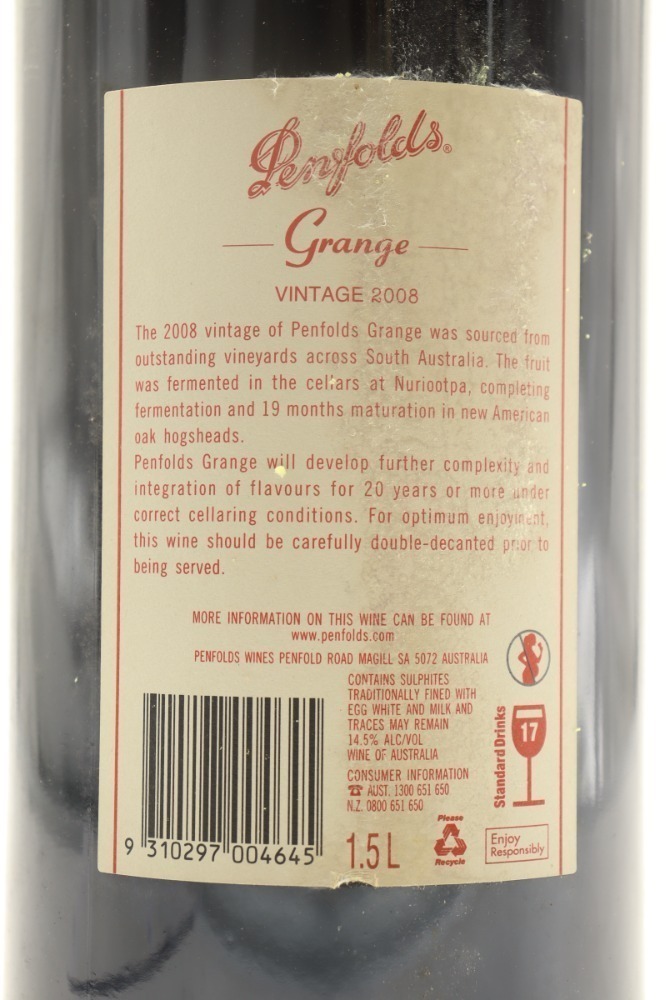 Penfolds®
Grange
VINTAGE 2008
The 2008 vintage of Penfolds Grange was sourced from
outstanding vineyards across South Australia. The fruit
was fermented in the cellars at Nuriootpa, completing
fermentation and 19 months maturation in new American
oak hogsheads.
Penfolds Grange will develop further complexity and
integration of flavours for 20 years or more under
correct cellaring conditions. For optimum enjoyment,
this wine should be carefully double-decanted prior to
being served.
MORE INFORMATION ON THIS WINE CAN BE FOUND AT
www.penfolds.com
PENFOLDS WINES PENFOLD ROAD MAGILL SA 5072 AUSTRALIA
CONTAINS SULPHITES
TRADITIONALLY FINED WITH
EGG WHITE AND MILK AND
TRACES MAY REMAIN
14.5% ALC/VOL
WINE OF AUSTRALIA
CONSUMER INFORMATION
☎ AUST. 1300 651 650
N.Z. 0800 651 650
9 310297 004645
1.5 L
Please
Recycle
Standard Drinks
17
Enjoy
Responsibly